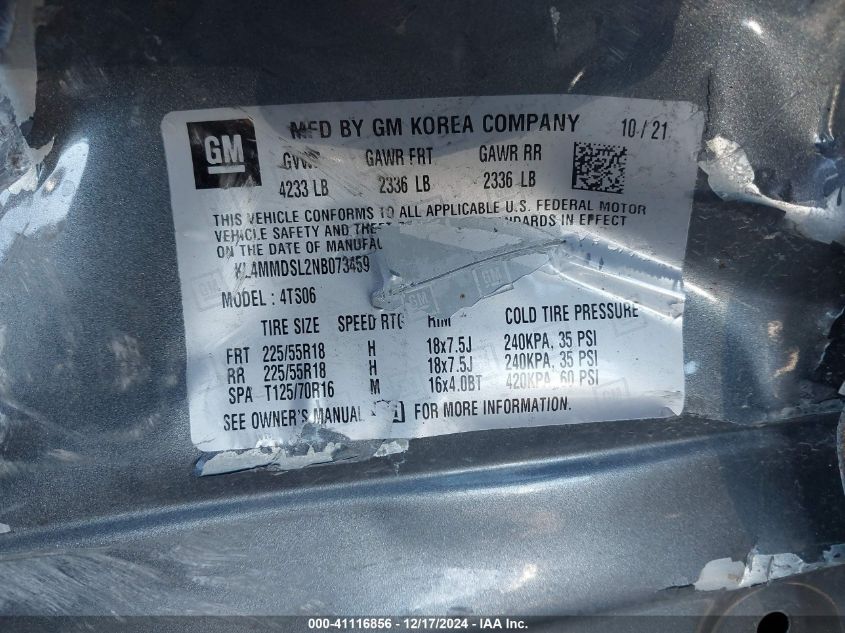 GM MFD BY GM KOREA COMPANY 10/21
GAWR FRT GAWR RR
4233 LB 2336 LB 2336 LB
THIS VEHICLE CONFORMS TO ALL APPLICABLE U.S. FEDERAL MOTOR
VEHICLE SAFETY AND IN EFFECT
ON THE DATE OF
KL4MMDSL2NB073459
MODEL : 4TS06
TIRE SIZE SPEED RTG RIM COLD TIRE PRESSURE
FRT 225/55R18 H 18x7.5J 240KPA, 35 PSI
RR 225/55R18 H 18x7.5J 240KPA, 35 PSI
SPA T125/70R16 M 16x4.0BT 420KPA, 60 PSI
SEE OWNER'S MANUAL FOR MORE INFORMATION.
000-41116856 / 12/17/2024 - IAA Inc.